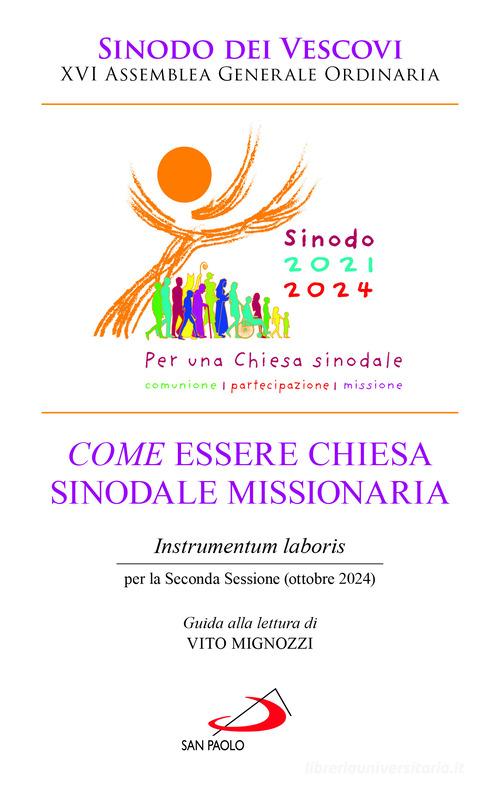 SINODO DEI VESCOVI
XVI ASSEMBLEA GENERALE ORDINARIA
Sinodo
2021
2024
Per una Chiesa sinodale
comunione | partecipazione | missione
COME ESSERE CHIESA
SINODALE MISSIONARIA
Instrumentum laboris
per la Seconda Sessione (ottobre 2024)
Guida alla lettura di
VITO MIGNOZZI
SAN PAOLO
libreriauniversitaria.it